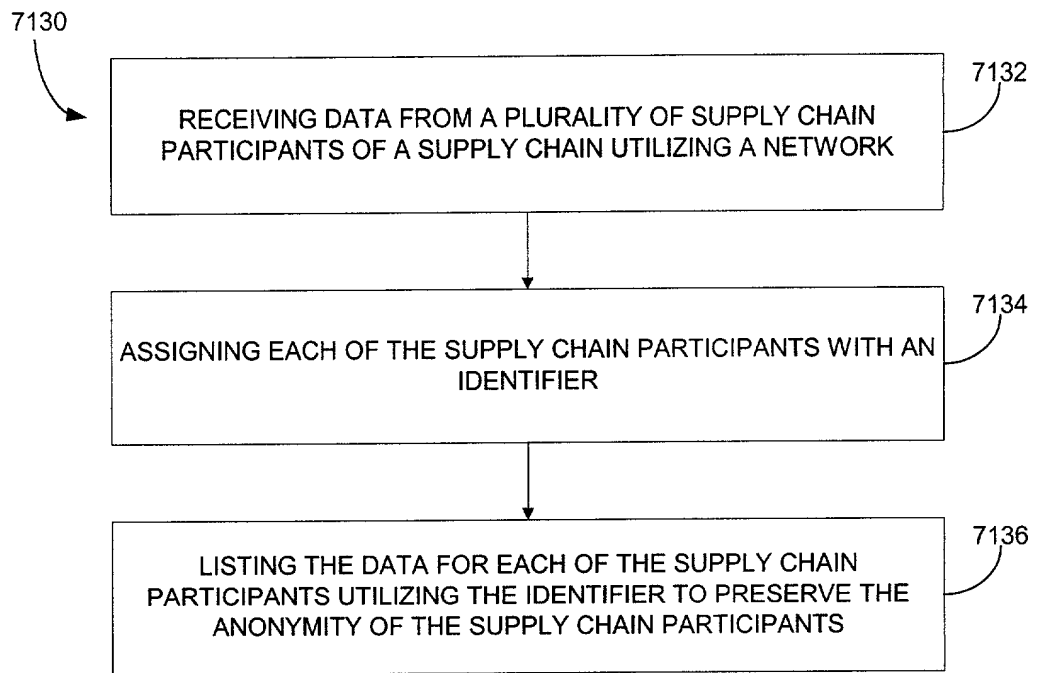 7130
7132
RECEIVING DATA FROM A PLURALITY OF SUPPLY CHAIN
PARTICIPANTS OF A SUPPLY CHAIN UTILIZING A NETWORK
7134
ASSIGNING EACH OF THE SUPPLY CHAIN PARTICIPANTS WITH AN
IDENTIFIER
7136
LISTING THE DATA FOR EACH OF THE SUPPLY CHAIN
PARTICIPANTS UTILIZING THE IDENTIFIER TO PRESERVE THE
ANONYMITY OF THE SUPPLY CHAIN PARTICIPANTS